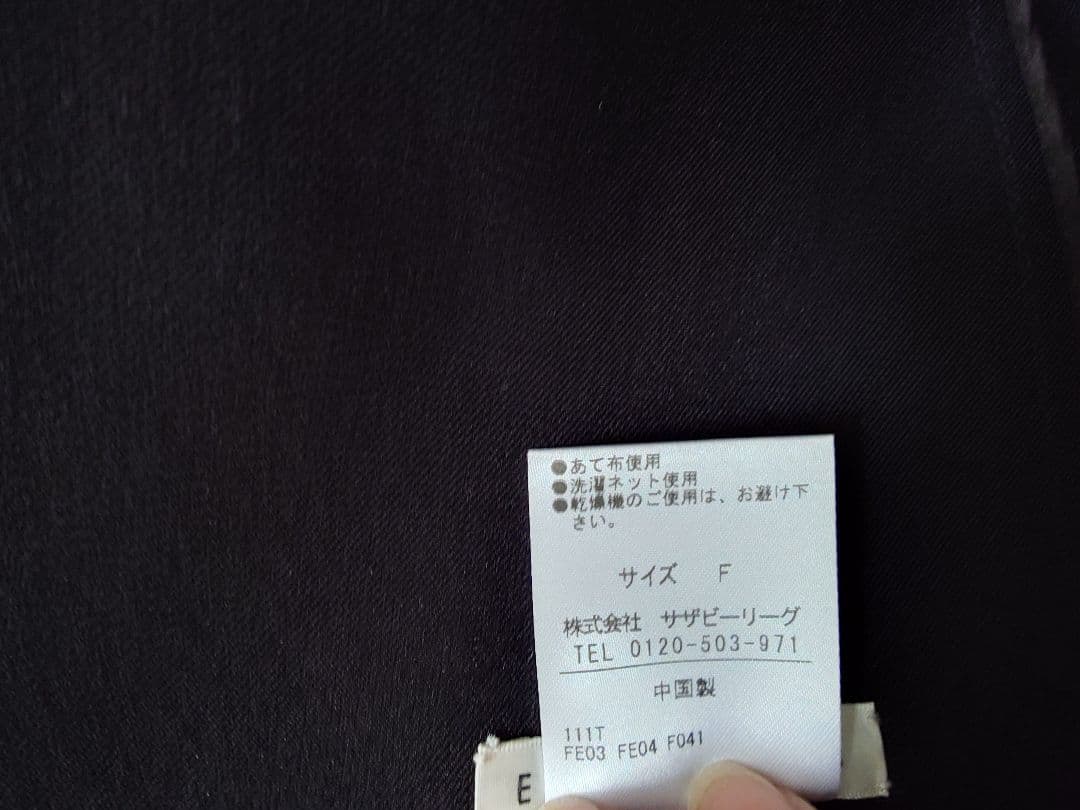 ●あて布使用
●洗濯ネット使用
●乾燥機のご使用は、お避け下
さい。
サイズ F
株式会社 サザビーリーグ
TEL 0120-503-971
中国製
111T
FE03 FE04 F041
E